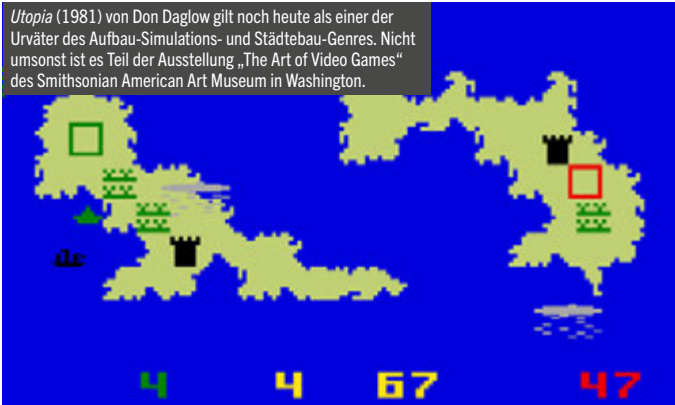 Utopia (1981) von Don Daglow gilt noch heute als einer der
Urväter des Aufbau-Simulations- und Städtebau-Genres. Nicht
umsonst ist es Teil der Ausstellung „The Art of Video Games“
des Smithsonian American Art Museum in Washington.
4 4 67 47